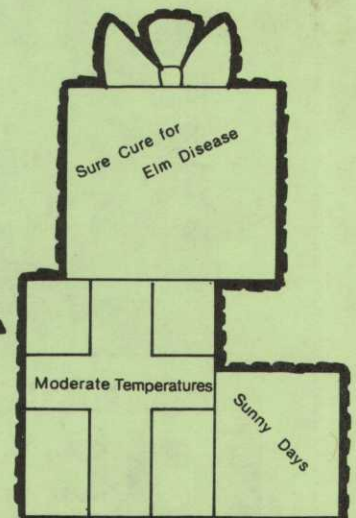 Sure Cure for
Elm Disease
Moderate Temperatures
Sunny Days